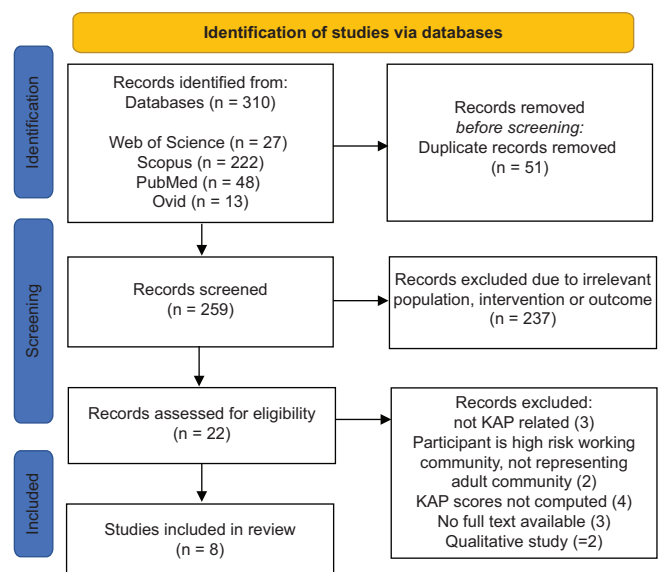 Identification of studies via databases
Identification
Records identified from:
Databases (n = 310)
Web of Science (n = 27)
Scopus (n = 222)
PubMed (n = 48)
Ovid (n = 13)
Records removed
before screening:
Duplicate records removed
(n = 51)
Screening
Records screened
(n = 259)
Records excluded due to irrelevant
population, intervention or outcome
(n = 237)
Records assessed for eligibility
(n = 22)
Records excluded:
not KAP related (3)
Participant is high risk working
community, not representing
adult community (2)
KAP scores not computed (4)
No full text available (3)
Qualitative study (=2)
Included
Studies included in review
(n = 8)